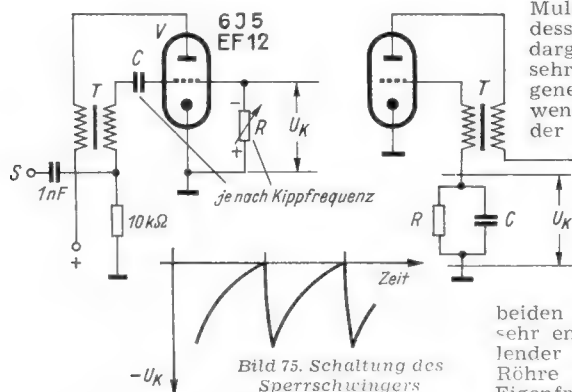 6J5
EF12
V
C
T
R
−
+
U_K
S
1nF
10kΩ
+
je nach Kippfrequenz
T
R
C
U_K
Zeit
-U_K
Bild 75. Schaltung des
Sperrschwingers
Mul
dess
darg
sehr
gene
wen
der
beiden
sehr en
lender
Röhre